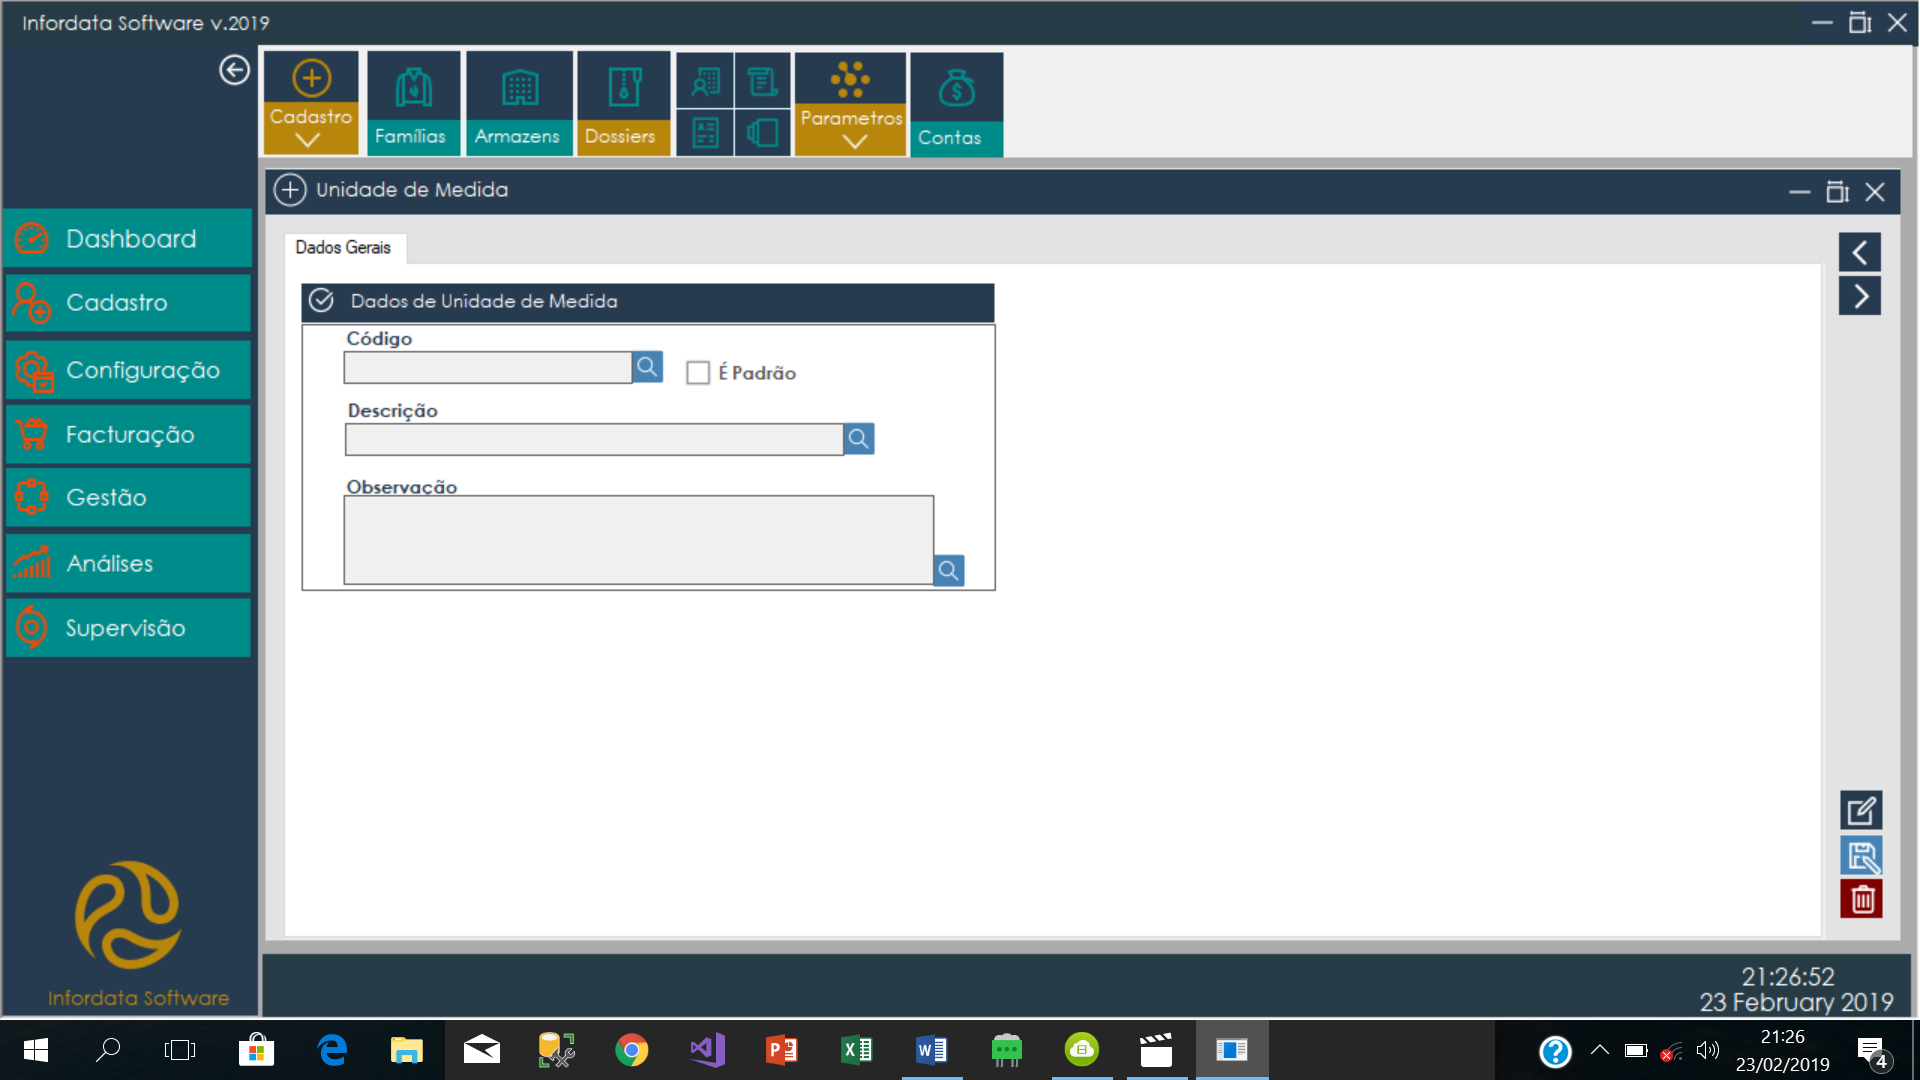 Infordata Software v.2019
Cadastro
Famílias
Armazens
Dossiers
Parametros
Contas
Unidade de Medida
Dashboard
Cadastro
Configuração
Facturação
Gestão
Análises
Supervisão
Infordata Software
Dados Gerais
Dados de Unidade de Medida
Código
É Padrão
Descrição
Observação
21:26:52
23 February 2019
21:26
23/02/2019
4